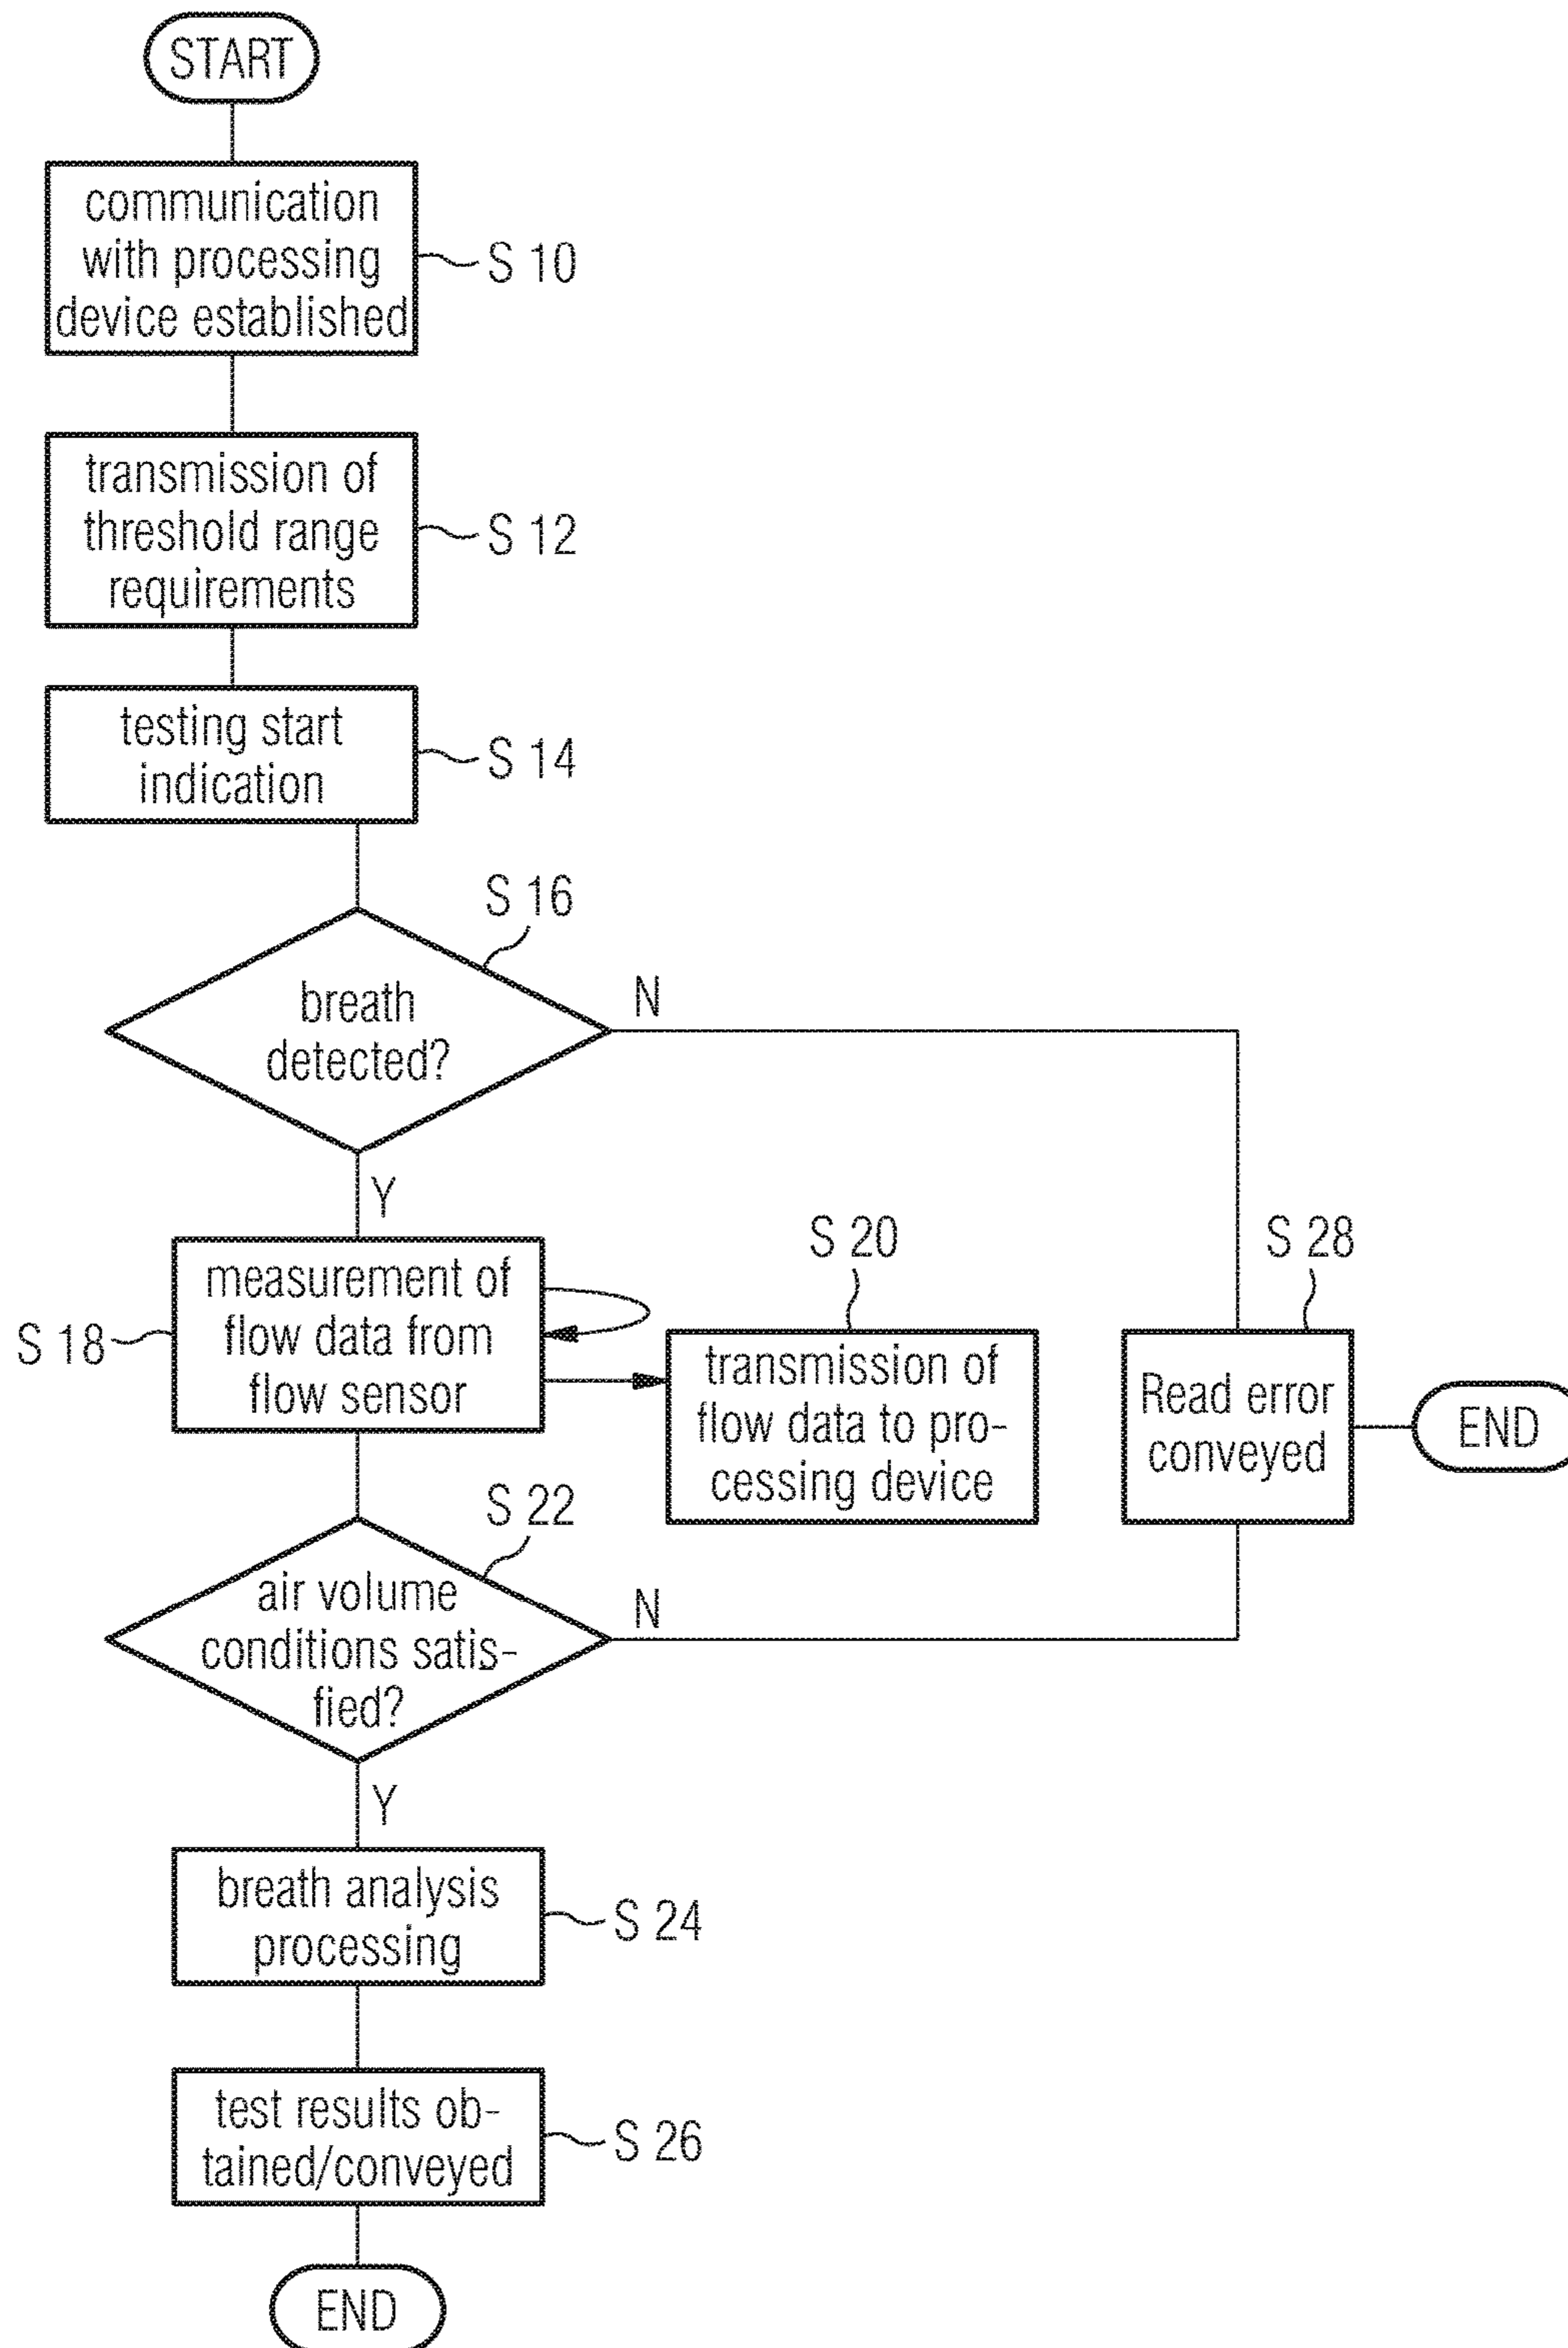 START
communication
with processing
device established
S 10
transmission of
threshold range
requirements
S 12
testing start
indication
S 14
S 16
breath
detected?
N
Y
S 18
measurement of
flow data from
flow sensor
S 20
transmission of
flow data to pro-
cessing device
S 28
Read error
conveyed
END
S 22
air volume
conditions satis-
fied?
N
Y
breath analysis
processing
S 24
test results ob-
tained/conveyed
S 26
END